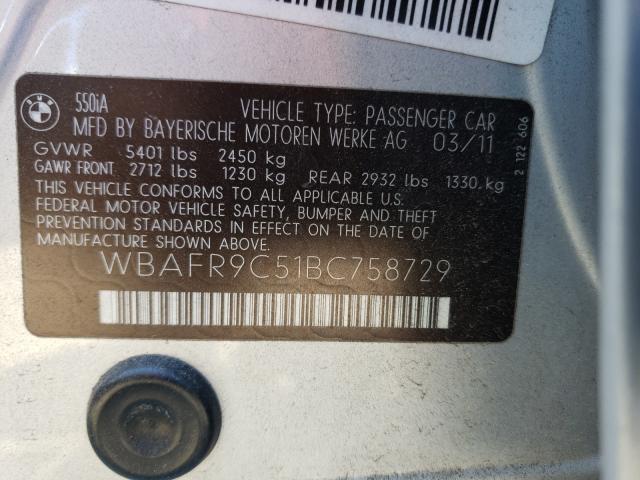 BMW
550iA
VEHICLE TYPE: PASSENGER CAR
MFD BY BAYERISCHE MOTOREN WERKE AG 03/11
GVWR 5401 lbs 2450 kg
GAWR FRONT 2712 lbs 1230 kg REAR 2932 lbs 1330 kg
THIS VEHICLE CONFORMS TO ALL APPLICABLE U.S.
FEDERAL MOTOR VEHICLE SAFETY, BUMPER AND THEFT
PREVENTION STANDARDS IN EFFECT ON THE DATE OF
MANUFACTURE SHOWN ABOVE.
WBAFR9C51BC758729
2 122 606